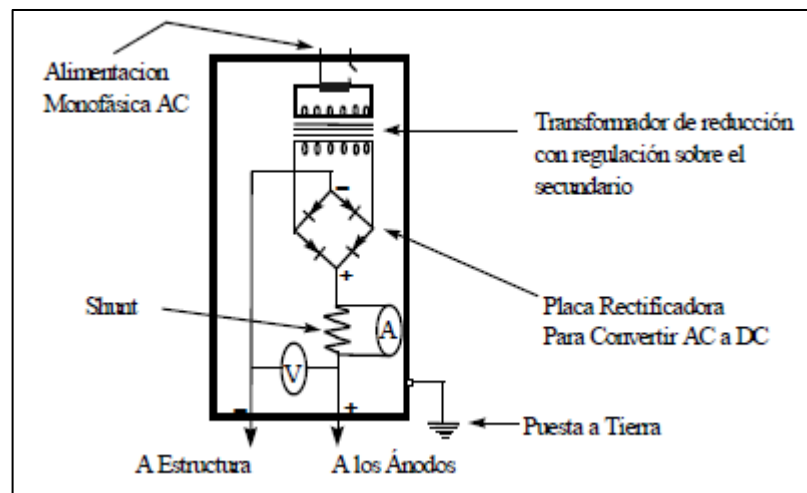 Alimentacion
Monofásica AC
Transformador de reducción
con regulación sobre el
secundario
-
+
Shunt
A
Placa Rectificadora
Para Convertir AC a DC
V
-
+
Puesta a Tierra
A Estructura
A los Ánodos